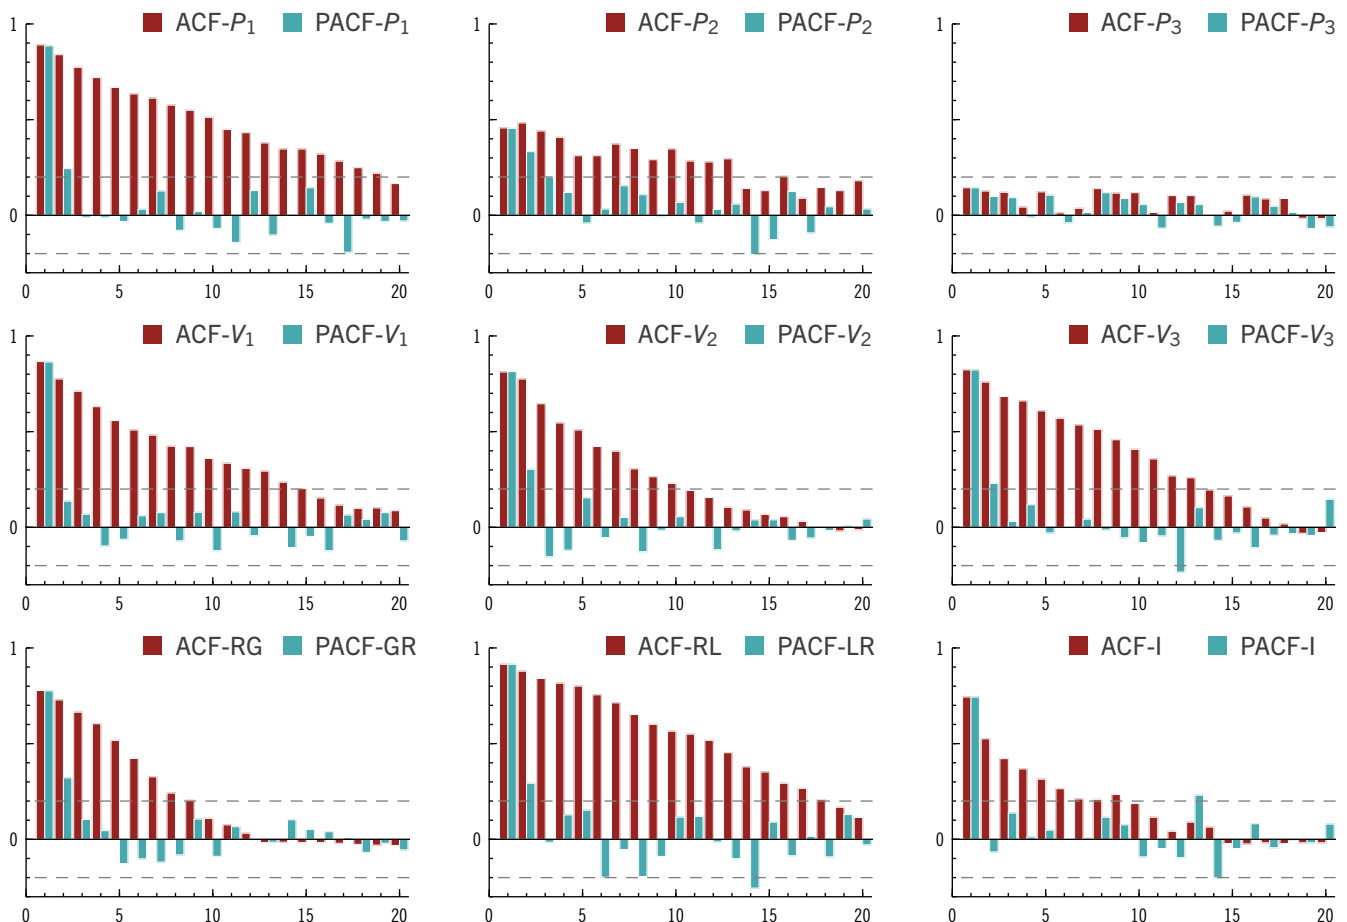 1 ACF-P1 PACF-P1
0
0 5 10 15 20
1 ACF-P2 PACF-P2
0
0 5 10 15 20
1 ACF-P3 PACF-P3
0
0 5 10 15 20
1 ACF-V1 PACF-V1
0
0 5 10 15 20
1 ACF-V2 PACF-V2
0
0 5 10 15 20
1 ACF-V3 PACF-V3
0
0 5 10 15 20
1 ACF-RG PACF-GR
0
0 5 10 15 20
1 ACF-RL PACF-LR
0
0 5 10 15 20
1 ACF-I PACF-I
0
0 5 10 15 20